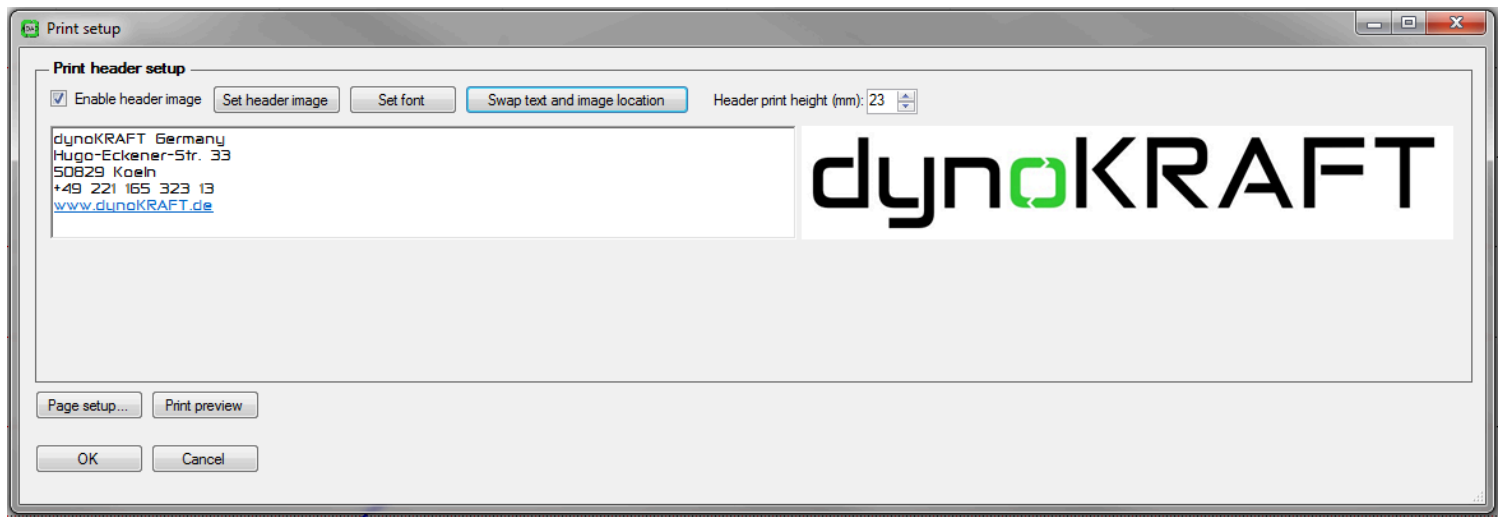 Print setup
Print header setup
Enable header image Set header image Set font Swap text and image location Header print height (mm): 23
dynoKRAFT Germany
Hugo-Eckener-Str. 33
50829 Koeln
+49 221 165 323 13
www.dynoKRAFT.de
dynoKRAFT
Page setup... Print preview
OK Cancel